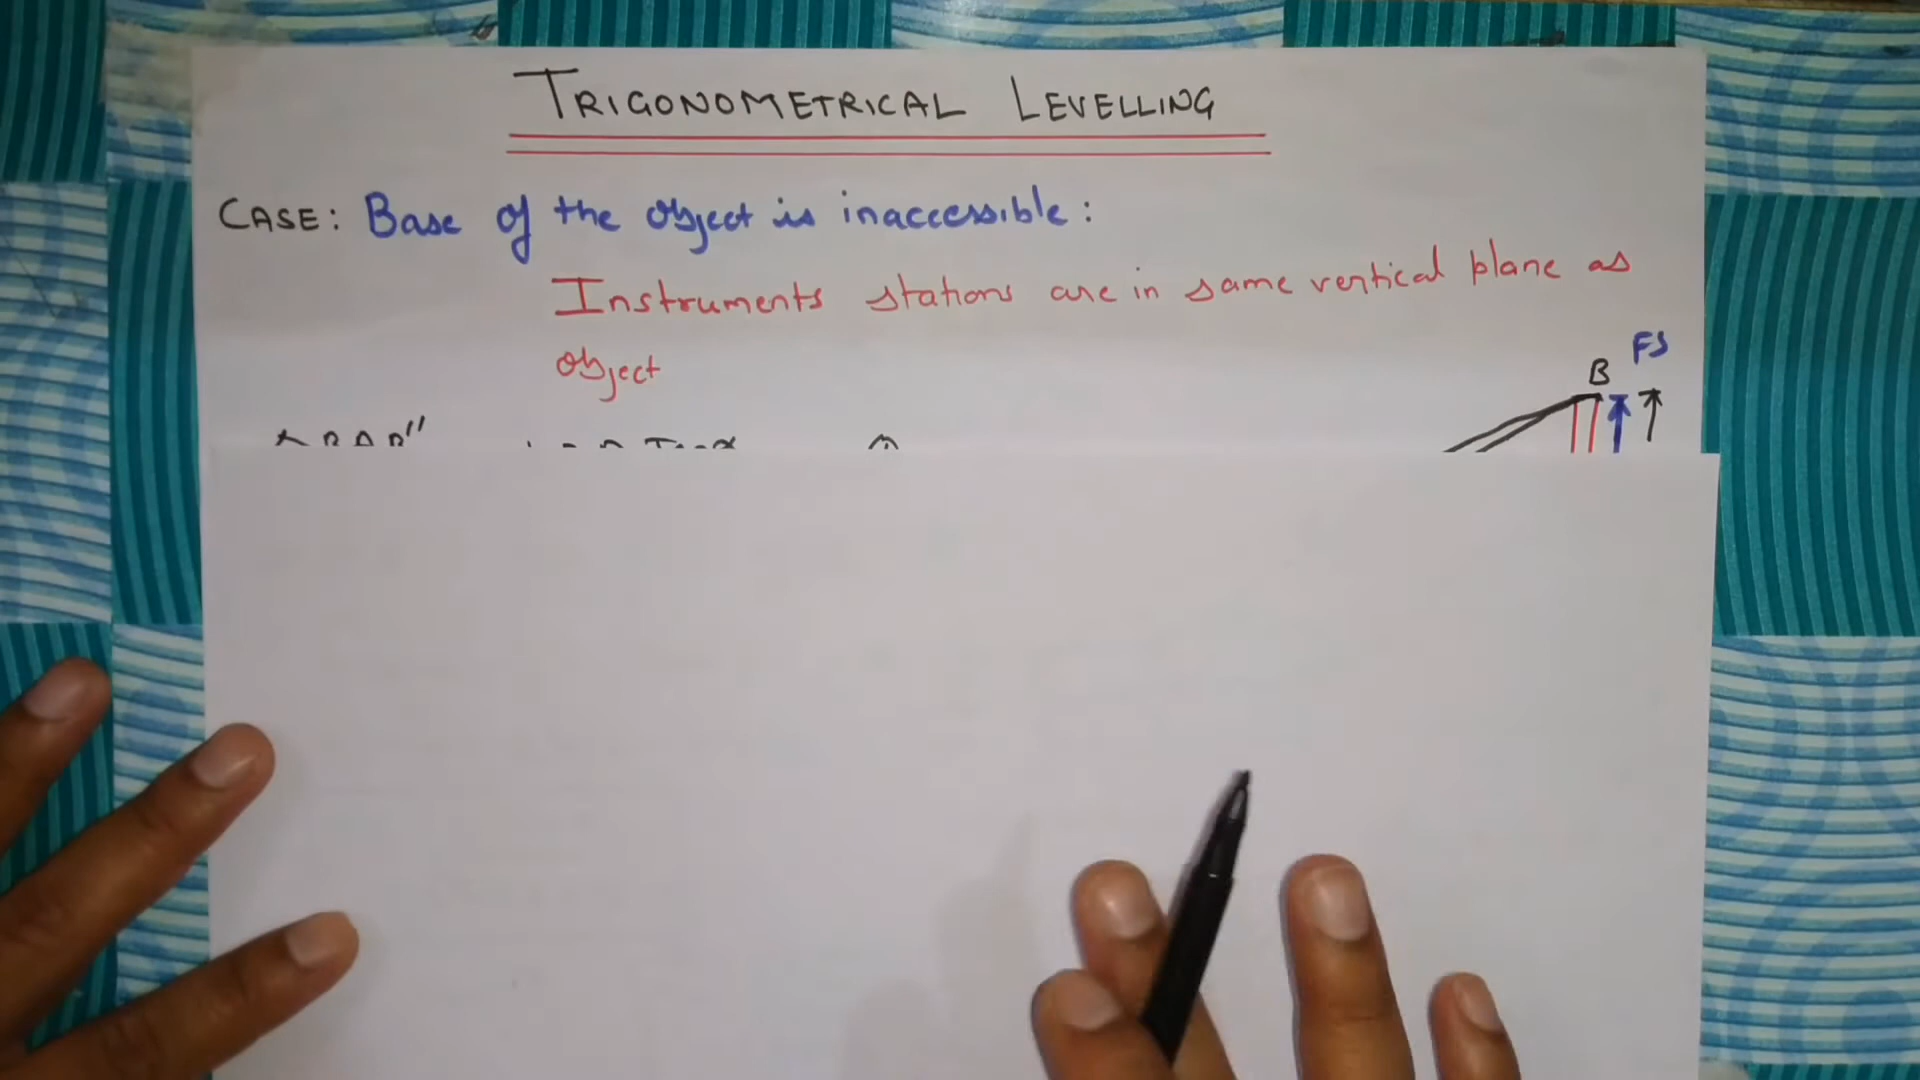 TRIGONOMETRICAL LEVELLING
CASE: Base of the object is inaccessible:
Instruments stations are in same vertical plane as
object
FS
B